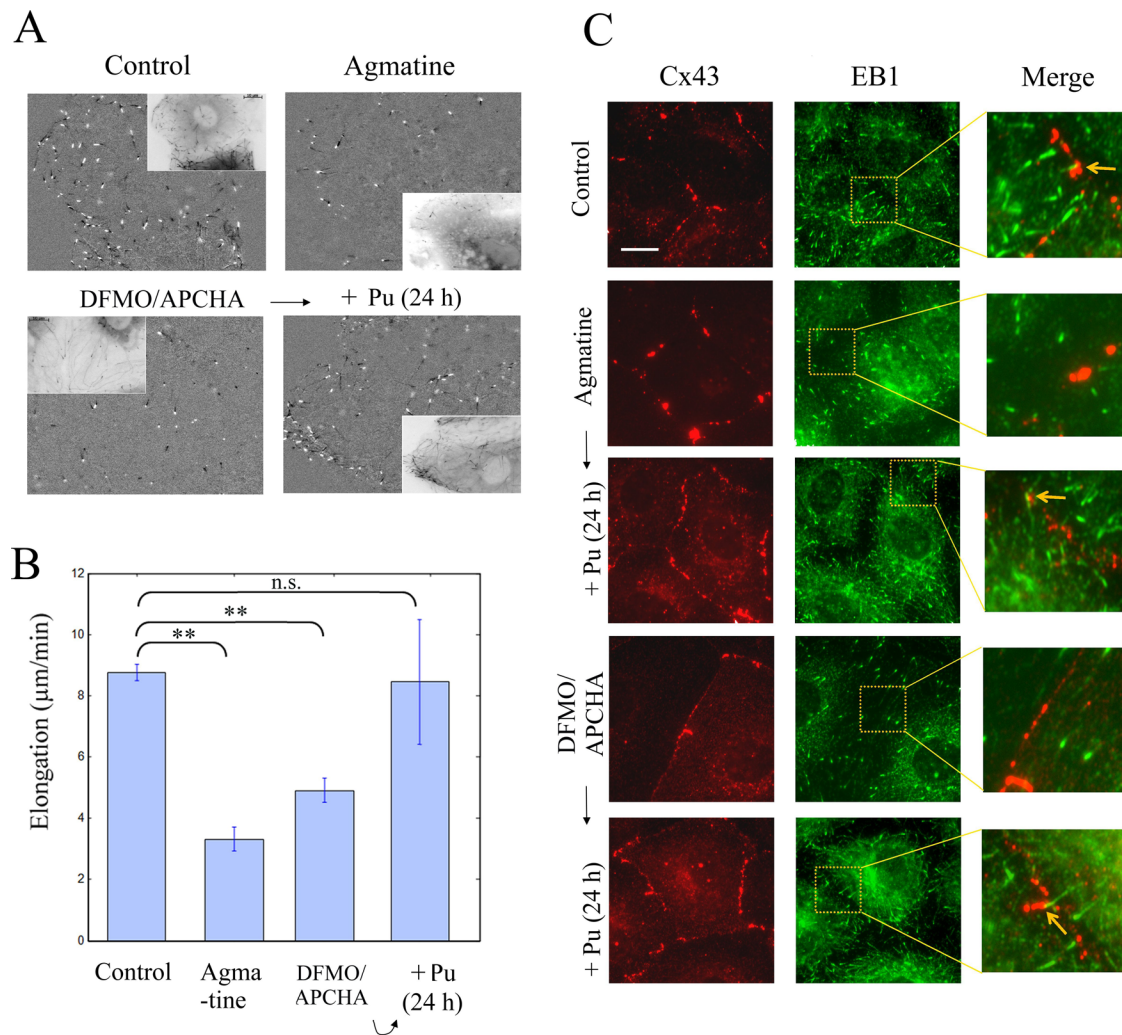 A
Control
Agmatine
DFMO/APCHA → + Pu (24 h)
B
Elongation (µm/min)
12
10
8
6
4
2
0
n.s.
**
**
Control
Agma
-tine
DFMO/
APCHA
+ Pu
(24 h)
C
Cx43
EB1
Merge
Control
Agmatine
+ Pu (24 h)
DFMO/
APCHA
+ Pu (24 h)